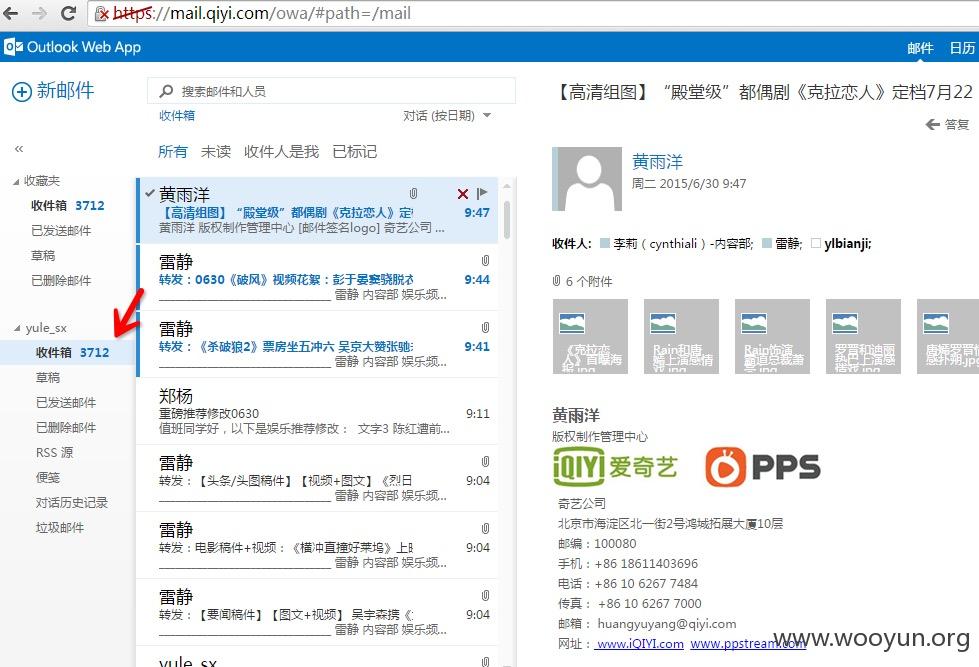 https://mail.qiyi.com/owa/#path=/mail
Outlook Web App
邮件 日历
新邮件
搜索邮件和人员
收件箱
对话 (按日期)
所有 未读 收件人是我 已标记
«
收藏夹
收件箱 3712
已发送邮件
草稿
已删除邮件
yule_sx
收件箱 3712
草稿
已发送邮件
已删除邮件
RSS 源
便笺
对话历史记录
垃圾邮件
黄雨洋
【高清组图】“殿堂级”都偶剧《克拉恋人》定
9:47
黄雨洋 版权制作管理中心 [邮件签名logo] 奇艺公司 ...
雷静
转发：0630《破风》视频花絮：彭于晏窦骁脱衣
9:44
雷静 内容部 娱乐频...
雷静
转发：《杀破狼2》票房坐五冲六 吴京大赞张驰
9:41
雷静 内容部 娱乐频...
郑杨
重磅推荐修改0630
9:11
值班同学好，以下是娱乐推荐修改： 文字3 陈红遭前...
雷静
转发：【头条/头图稿件】【视频+图文】《烈日
9:04
雷静 内容部 娱乐频...
雷静
转发：电影稿件+视频：《横冲直撞好莱坞》上
9:04
雷静 内容部 娱乐频...
雷静
转发：【要闻稿件】【图文+视频】 吴宇森携《
9:04
雷静 内容部 娱乐频...
yule_sx
【高清组图】“殿堂级”都偶剧《克拉恋人》定档7月22
答复
黄雨洋
周二 2015/6/30 9:47
收件人: 李莉（cynthiali）-内容部; 雷静; ylbianji;
6 个附件
《克拉恋人》首曝海报.jpg
Rain和唐嫣上演感情戏.jpg
Rain饰演霸道总裁萧亮.jpg
罗晋和迪丽热巴上演感情戏.jpg
唐嫣罗晋情感纠葛.jpg
黄雨洋
版权制作管理中心
iQIYI 爱奇艺 PPS
奇艺公司
北京市海淀区北一街2号鸿城拓展大厦10层
邮编：100080
手机：+86 18611403696
电话：+86 10 6267 7484
传真： +86 10 6267 7000
邮箱： huangyuyang@qiyi.com
网址： www.iQIYI.com www.ppstream.com
www.wooyun.org